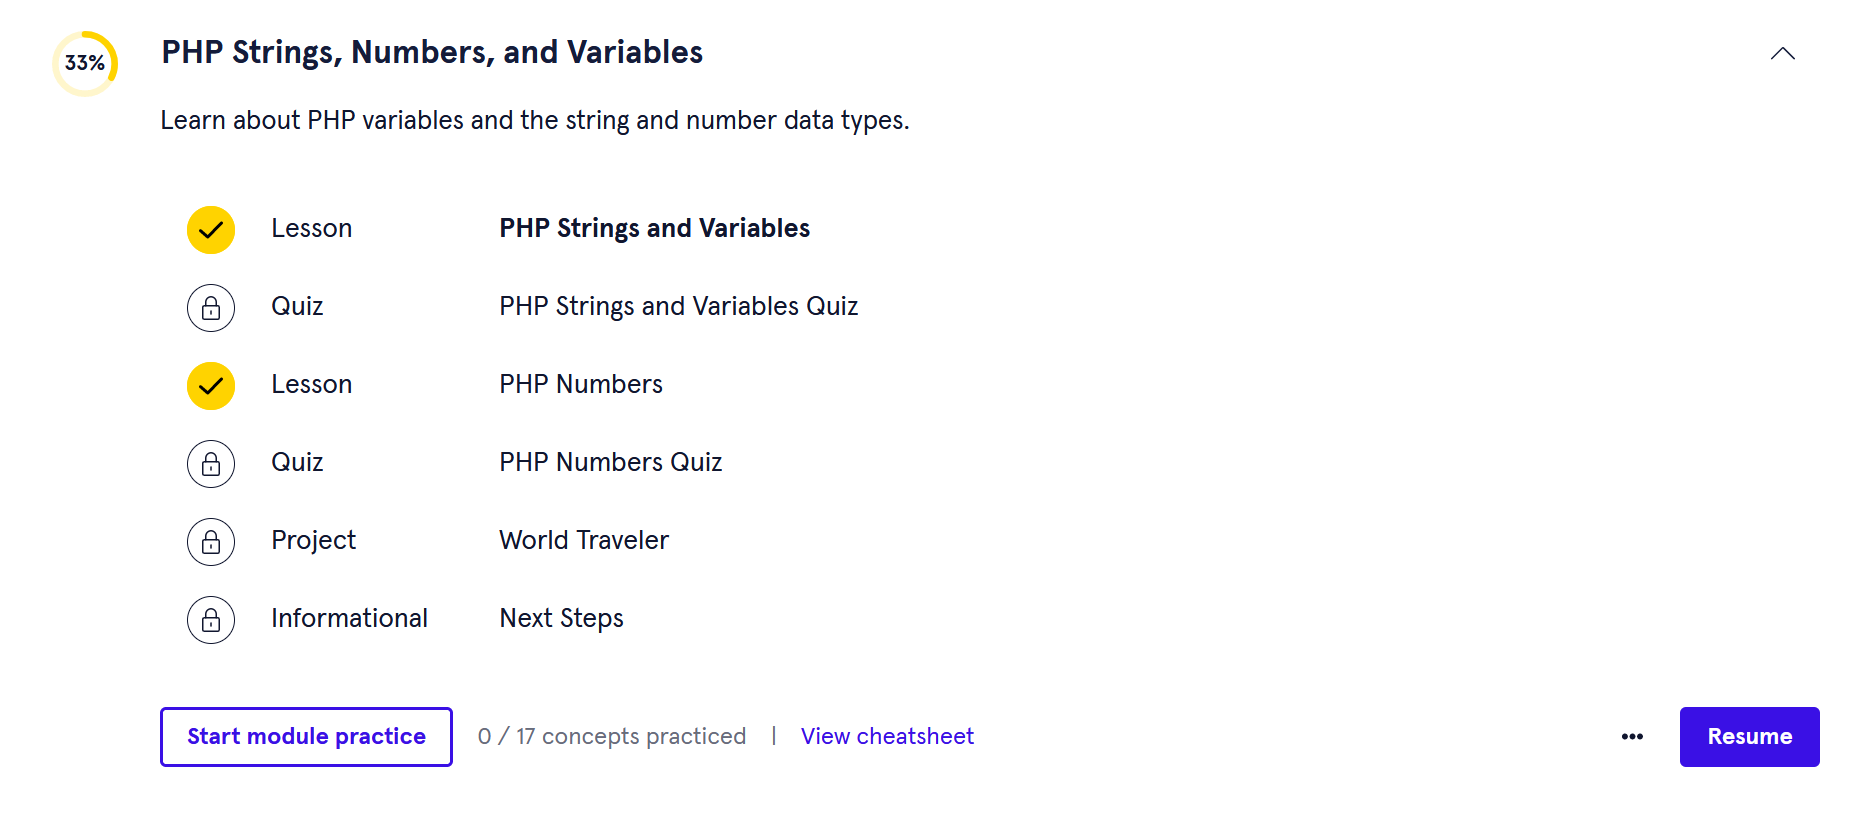 33%
PHP Strings, Numbers, and Variables
Learn about PHP variables and the string and number data types.
Lesson PHP Strings and Variables
Quiz PHP Strings and Variables Quiz
Lesson PHP Numbers
Quiz PHP Numbers Quiz
Project World Traveler
Informational Next Steps
Start module practice 0 / 17 concepts practiced | View cheatsheet ••• Resume